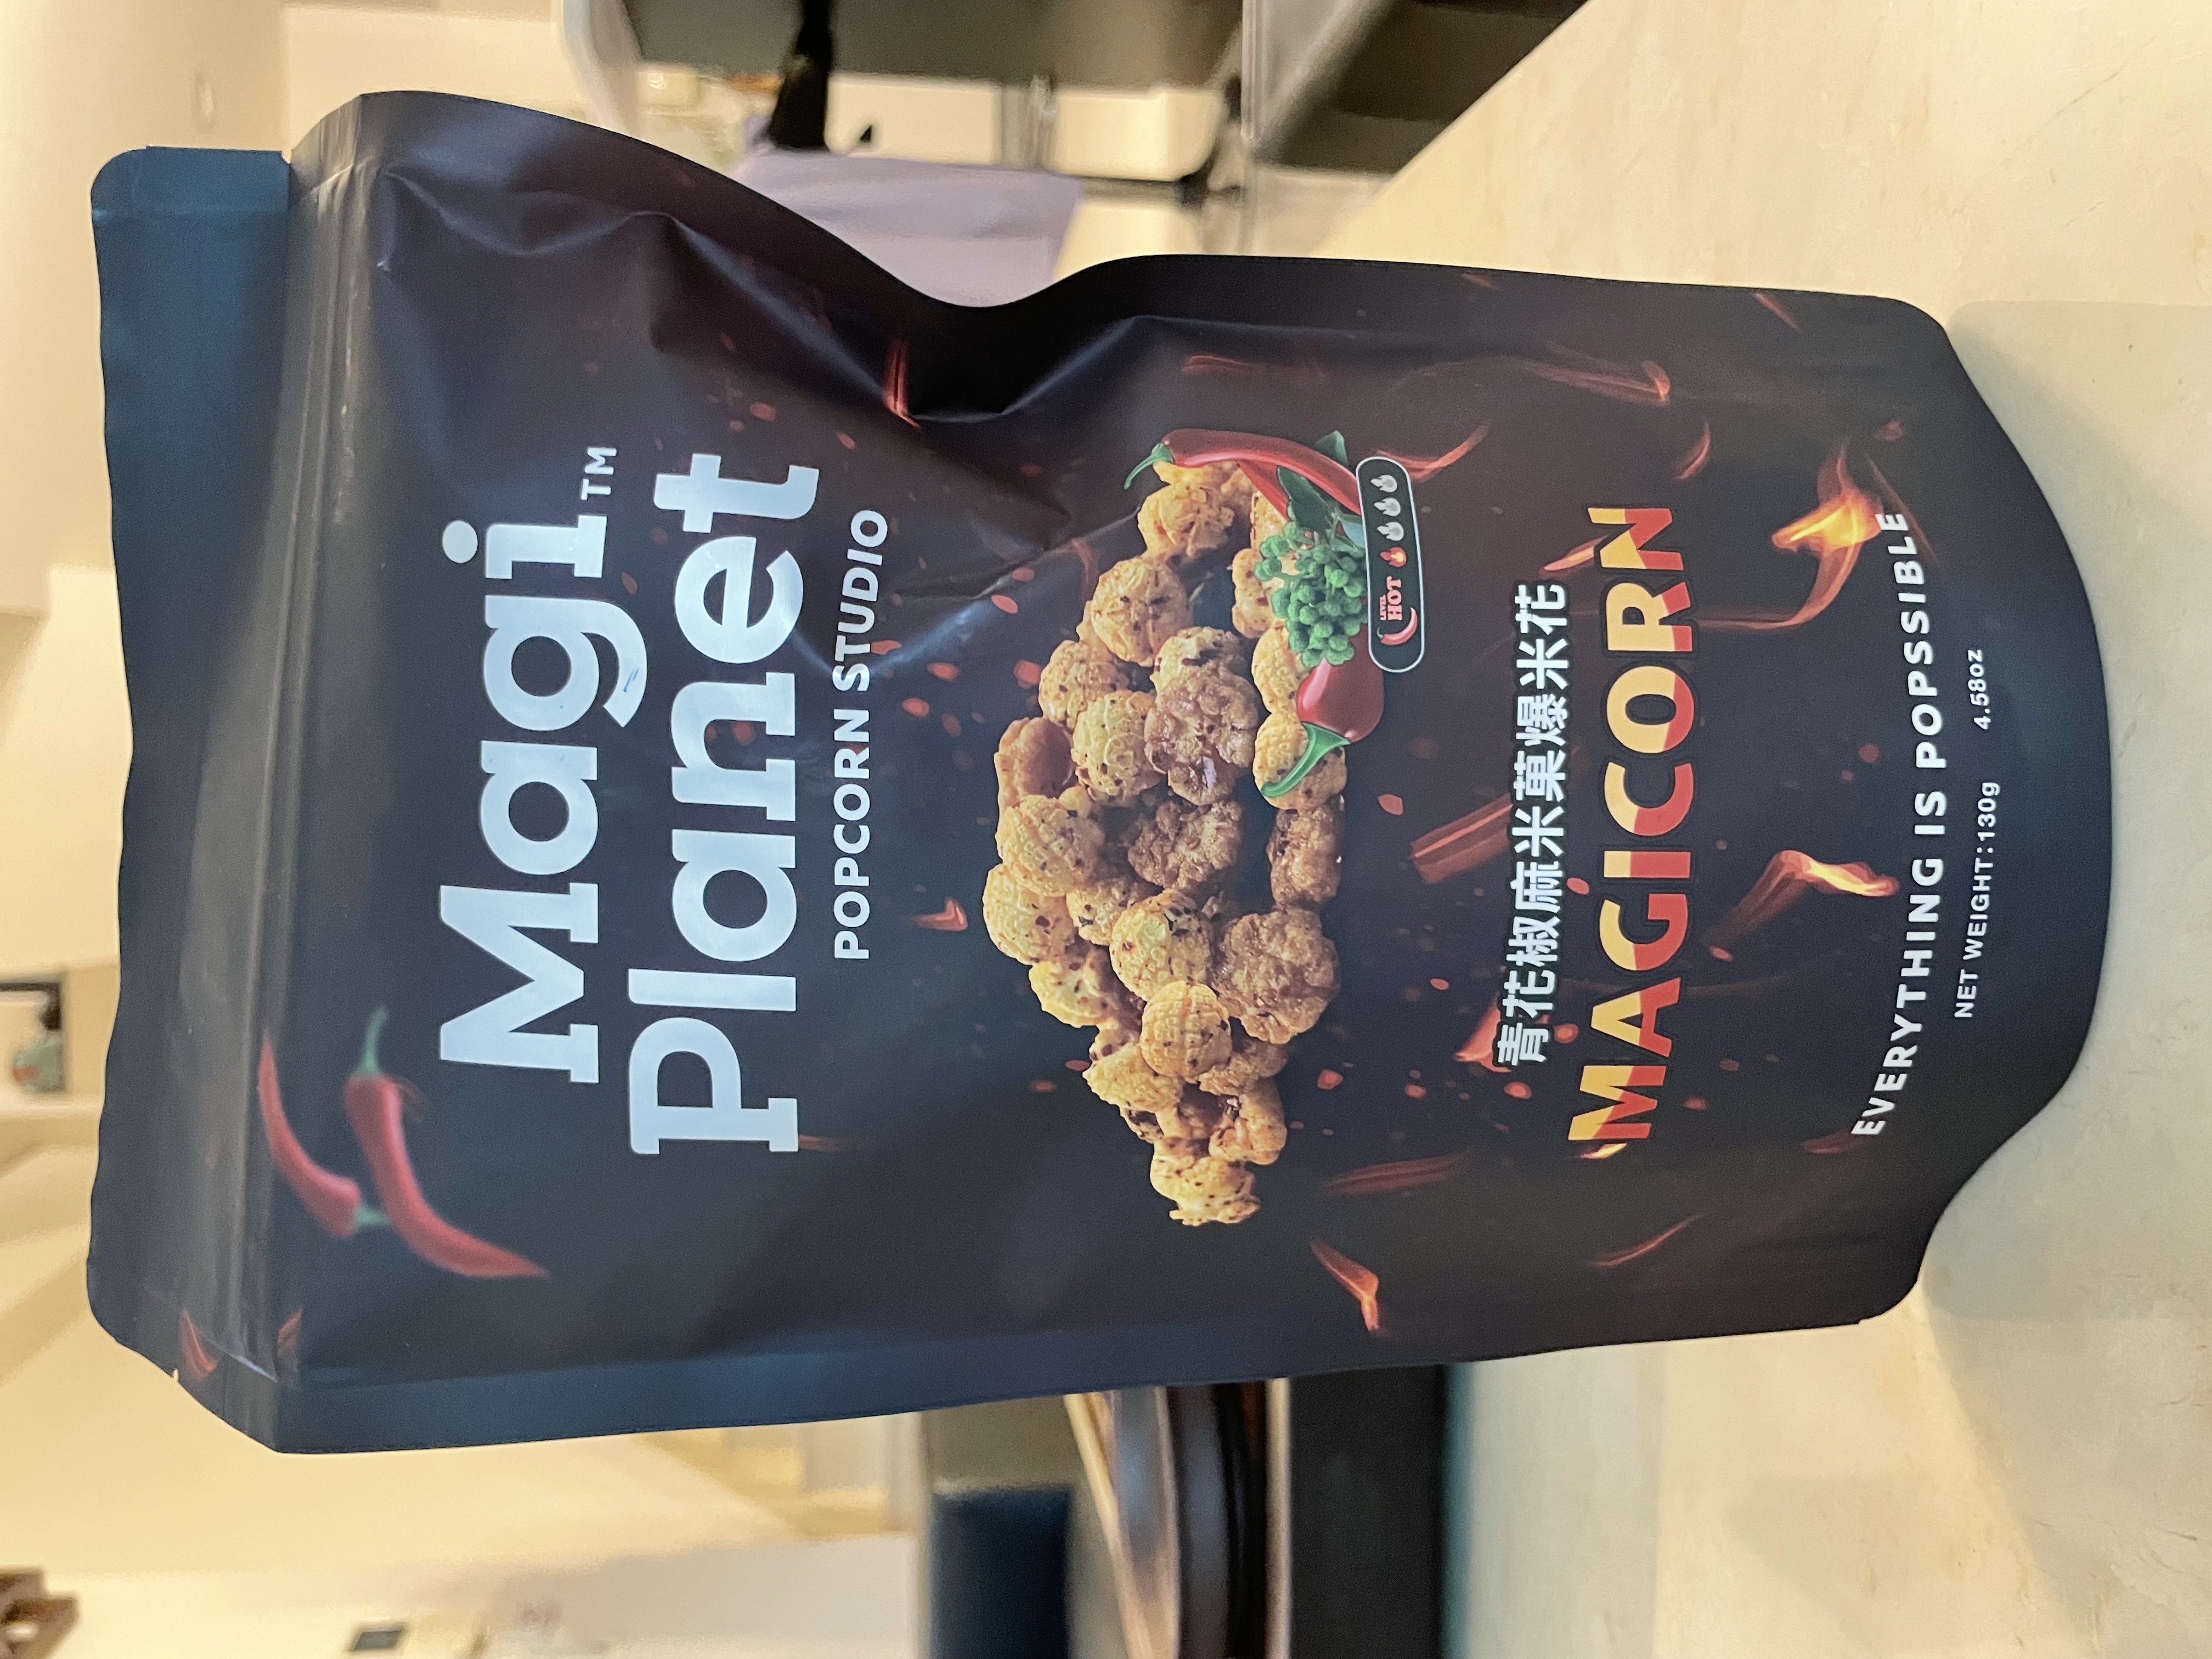 Magi™
Planet
POPCORN STUDIO
LEVEL
HOT
青花椒麻米菓爆米花
MAGICORN
EVERYTHING IS POPSSIBLE
NET WEIGHT:130g 4.58oz